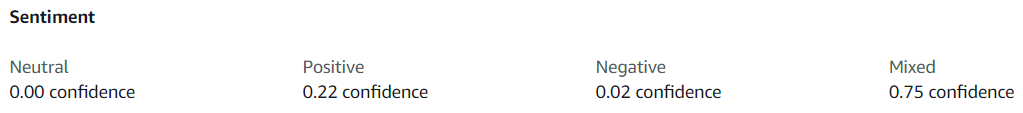 Sentiment
Neutral Positive Negative Mixed
0.00 confidence 0.22 confidence 0.02 confidence 0.75 confidence